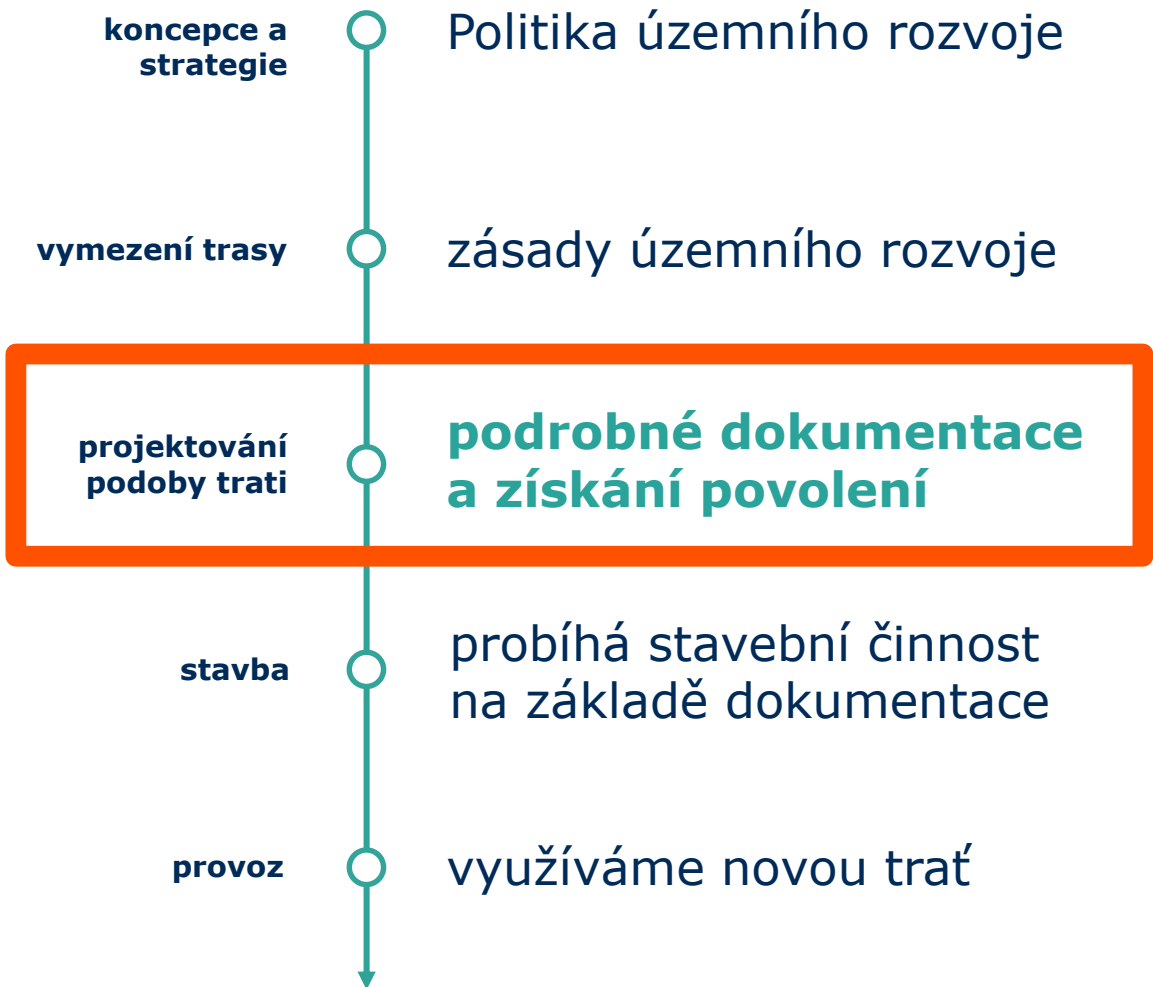 koncepce a
strategie
Politika územního rozvoje
vymezení trasy
zásady územního rozvoje
projektování
podoby trati
podrobné dokumentace
a získání povolení
stavba
probíhá stavební činnost
na základě dokumentace
provoz
využíváme novou trať